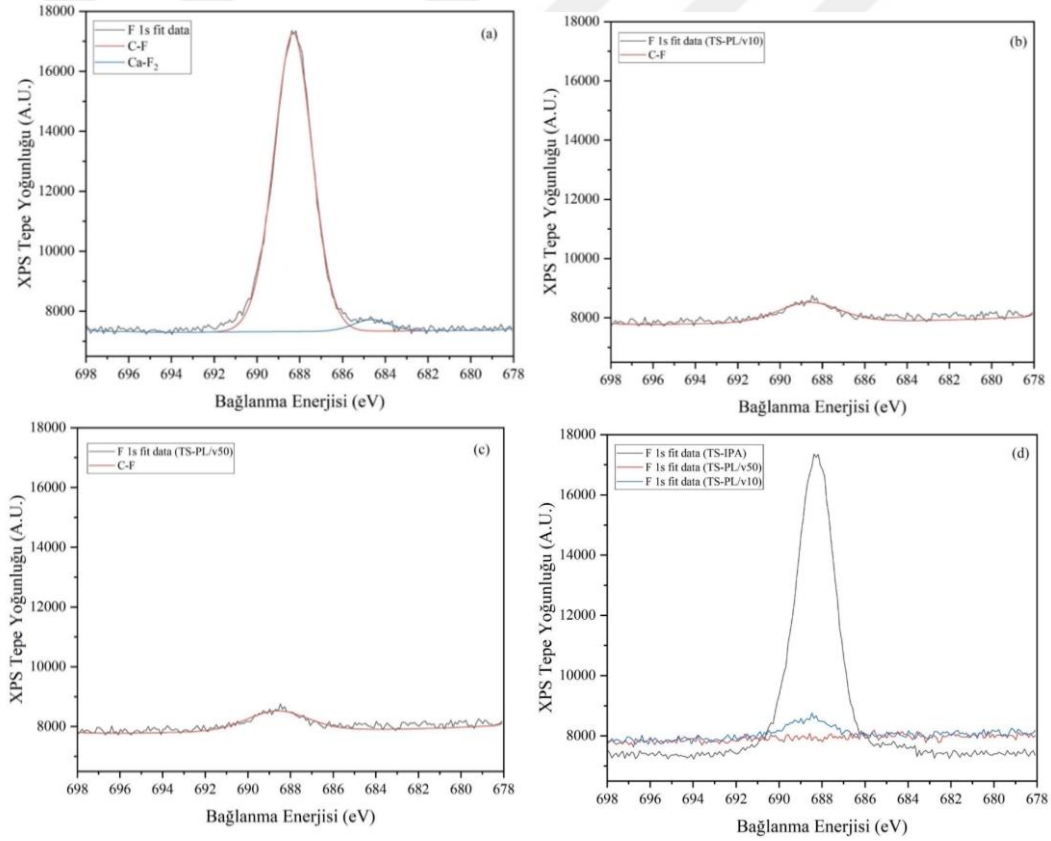 (a)
F 1s fit data
C-F
Ca-F₂
18000
16000
14000
12000
10000
8000
XPS Tepe Yoğunluğu (A.U.)
698 696 694 692 690 688 686 684 682 680 678
Bağlanma Enerjisi (eV)
(b)
F 1s fit data (TS-PL/v10)
C-F
18000
16000
14000
12000
10000
8000
XPS Tepe Yoğunluğu (A.U.)
698 696 694 692 690 688 686 684 682 680 678
Bağlanma Enerjisi (eV)
(c)
F 1s fit data (TS-PL/v50)
C-F
18000
16000
14000
12000
10000
8000
XPS Tepe Yoğunluğu (A.U.)
698 696 694 692 690 688 686 684 682 680 678
Bağlanma Enerjisi (eV)
(d)
F 1s fit data (TS-IPA)
F 1s fit data (TS-PL/v50)
F 1s fit data (TS-PL/v10)
18000
16000
14000
12000
10000
8000
XPS Tepe Yoğunluğu (A.U.)
698 696 694 692 690 688 686 684 682 680 678
Bağlanma Enerjisi (eV)